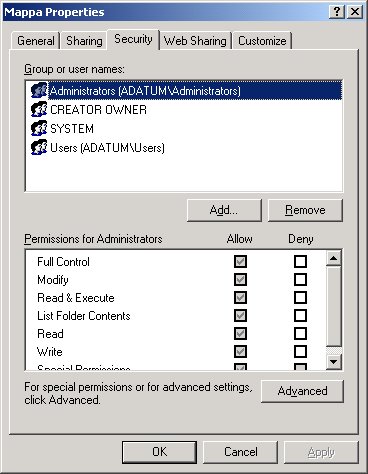 Mappa Properties
General Sharing Security Web Sharing Customize
Group or user names:
Administrators (ADATUM\Administrators)
CREATOR OWNER
SYSTEM
Users (ADATUM\Users)
Add... Remove
Permissions for Administrators Allow Deny
Full Control
Modify
Read & Execute
List Folder Contents
Read
Write
Special Permissions
For special permissions or for advanced settings,
click Advanced.
Advanced
OK Cancel Apply